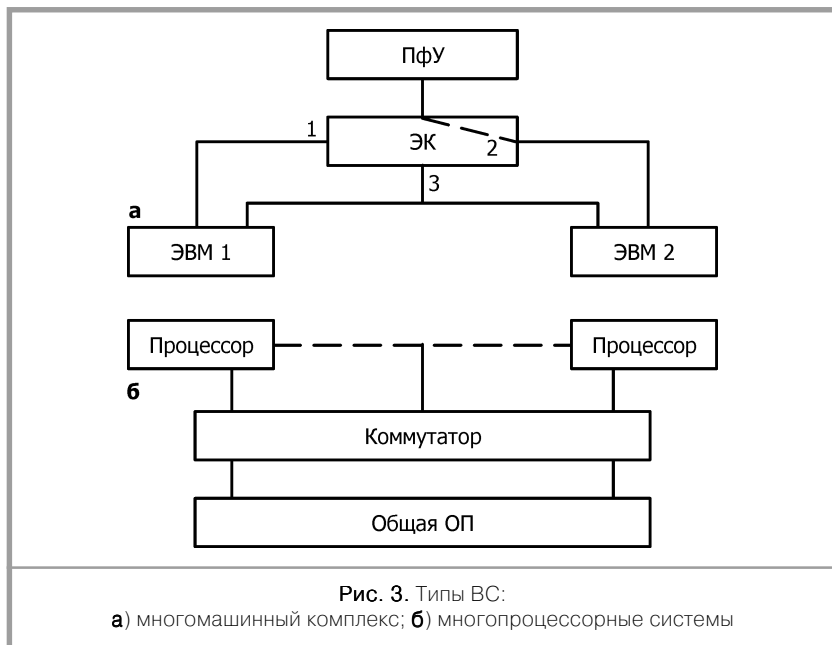 ПфУ
1
ЭК
2
3
а
ЭВМ 1
ЭВМ 2
Процессор
Процессор
б
Коммутатор
Общая ОП
Рис. 3. Типы ВС:
а) многомашинный комплекс; б) многопроцессорные системы